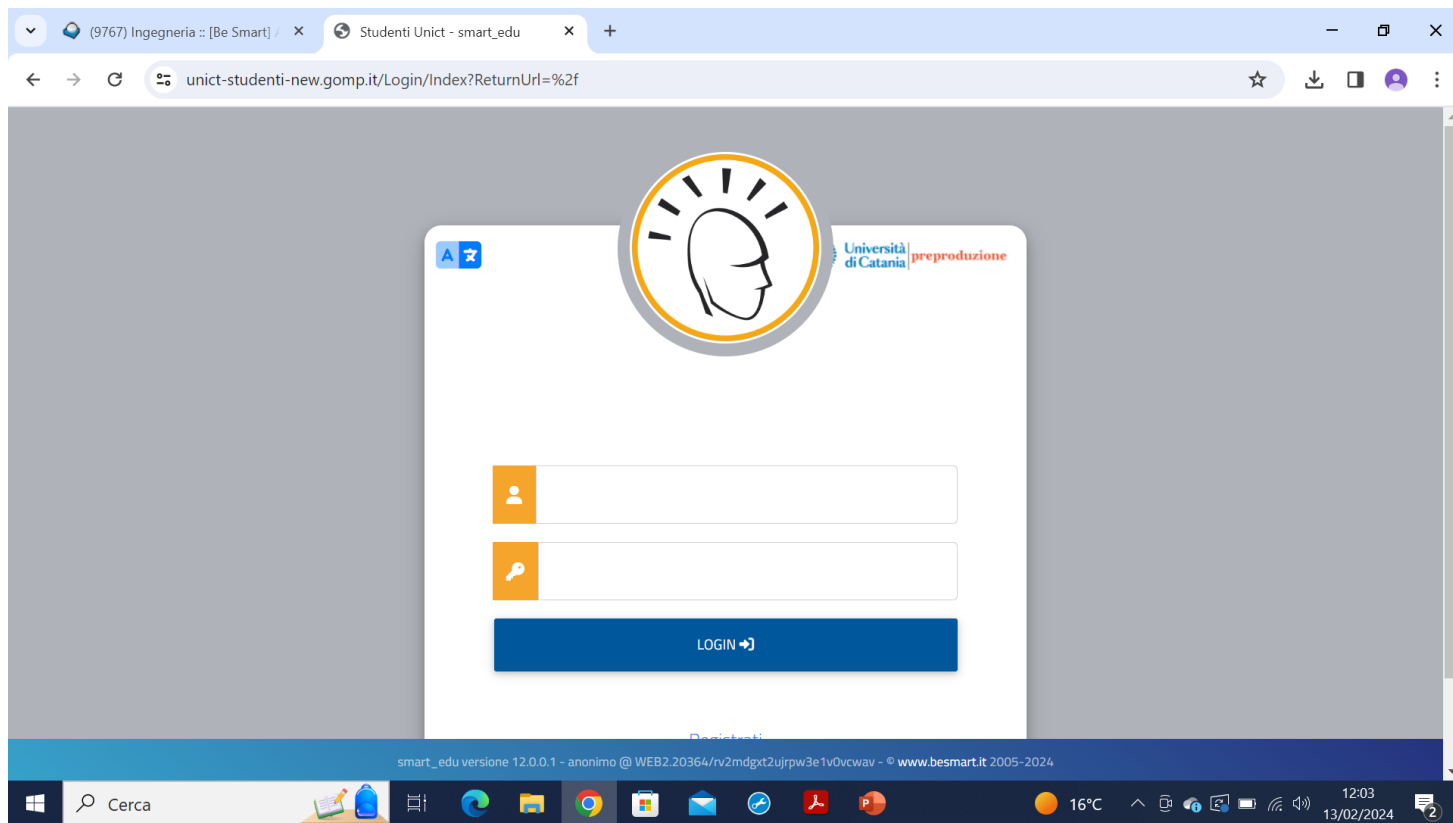 (9767) Ingegneria :: [Be Smart] /
Studenti Unict - smart_edu
unict-studenti-new.gomp.it/Login/Index?ReturnUrl=%2f
A
Università
di Catania
preproduzione
LOGIN
Registrati
smart_edu versione 12.0.0.1 - anonimo @ WEB2.20364/rv2mdgxt2ujrpw3e1v0vcwav - © www.besmart.it 2005-2024
Cerca
16°C
12:03
13/02/2024
2